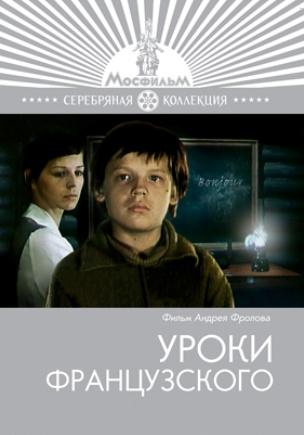 МОСФИЛЬМ
СЕРЕБРЯНАЯ КОЛЛЕКЦИЯ
Bonjour
Фильм Андрея Фролова
УРОКИ
ФРАНЦУЗСКОГО